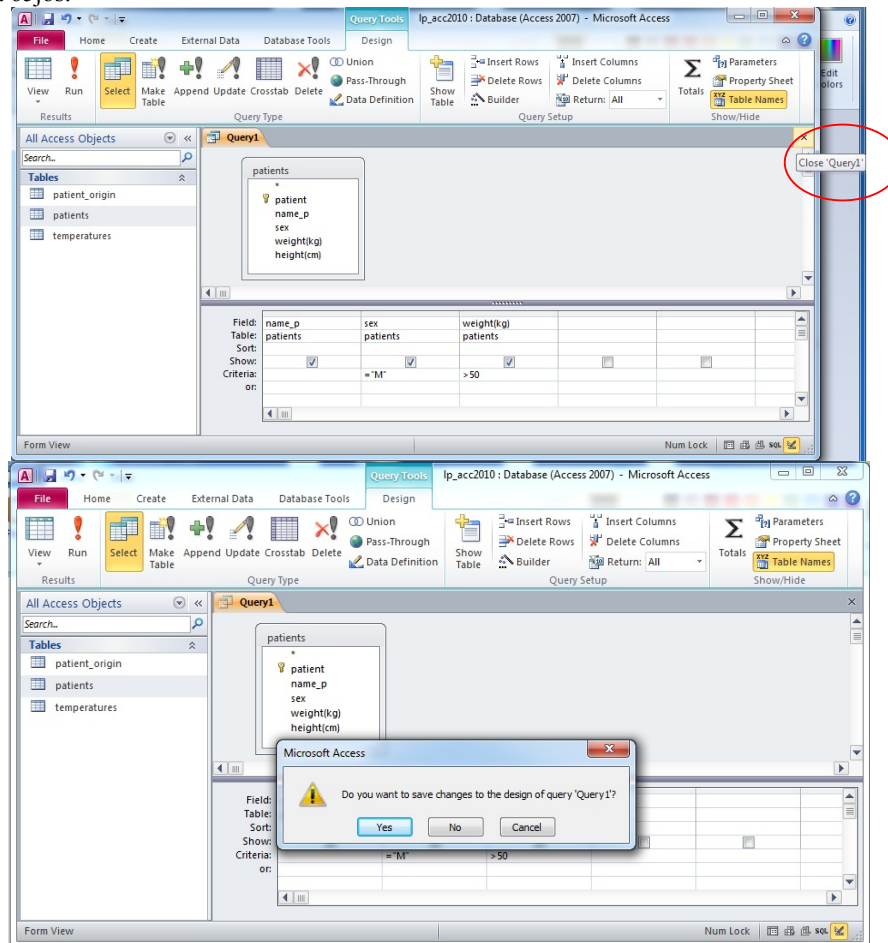 lp_acc2010 : Database (Access 2007) - Microsoft Access
Query Tools
File Home Create External Data Database Tools Design
View Run Select Make Table Append Update Crosstab Delete
Union
Pass-Through
Data Definition
Show Table
Insert Rows
Delete Rows
Builder
Insert Columns
Delete Columns
Return: All
Totals
Parameters
Property Sheet
Table Names
Results Query Type Query Setup Show/Hide
Edit
All Access Objects
Query1
Close 'Query1'
Search...
Tables
patient_origin
patients
temperatures
patients
*
patient
name_p
sex
weight(kg)
height(cm)
Field: name_p sex weight(kg)
Table: patients patients patients
Sort:
Show:
Criteria: ="M" >50
or:
Form View Num Lock SQL
Query Tools
lp_acc2010 : Database (Access 2007) - Microsoft Access
File Home Create External Data Database Tools Design
View Run Select Make Table Append Update Crosstab Delete
Union
Pass-Through
Data Definition
Show Table
Insert Rows
Delete Rows
Builder
Insert Columns
Delete Columns
Return: All
Totals
Parameters
Property Sheet
Table Names
Results Query Type Query Setup Show/Hide
All Access Objects
Query1
Search...
Tables
patient_origin
patients
temperatures
patients
*
patient
name_p
sex
weight(kg)
height(cm)
Microsoft Access
Do you want to save changes to the design of query 'Query1'?
Yes No Cancel
Field:
Table:
Sort:
Show:
Criteria: ="M" >50
or:
Form View Num Lock SQL